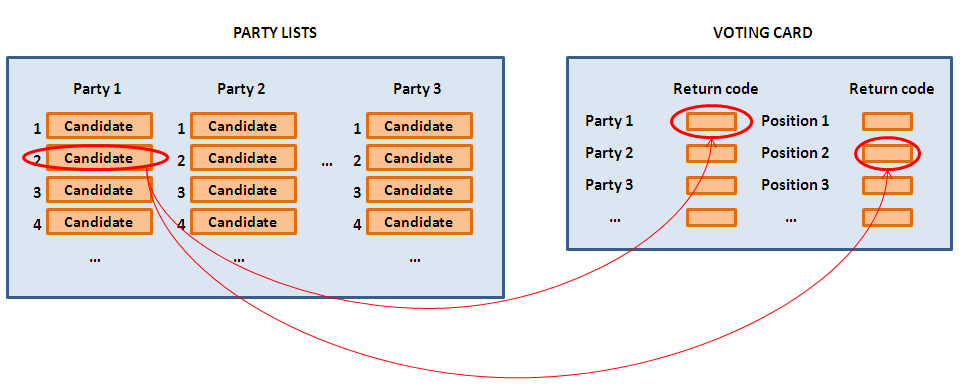 PARTY LISTS
Party 1 Party 2 Party 3
1 Candidate 1 Candidate 1 Candidate
2 Candidate 2 Candidate ... 2 Candidate
3 Candidate 3 Candidate 3 Candidate
4 Candidate 4 Candidate 4 Candidate
... ... ...
VOTING CARD
Return code Return code
Party 1 Position 1
Party 2 Position 2
Party 3 Position 3
... ...